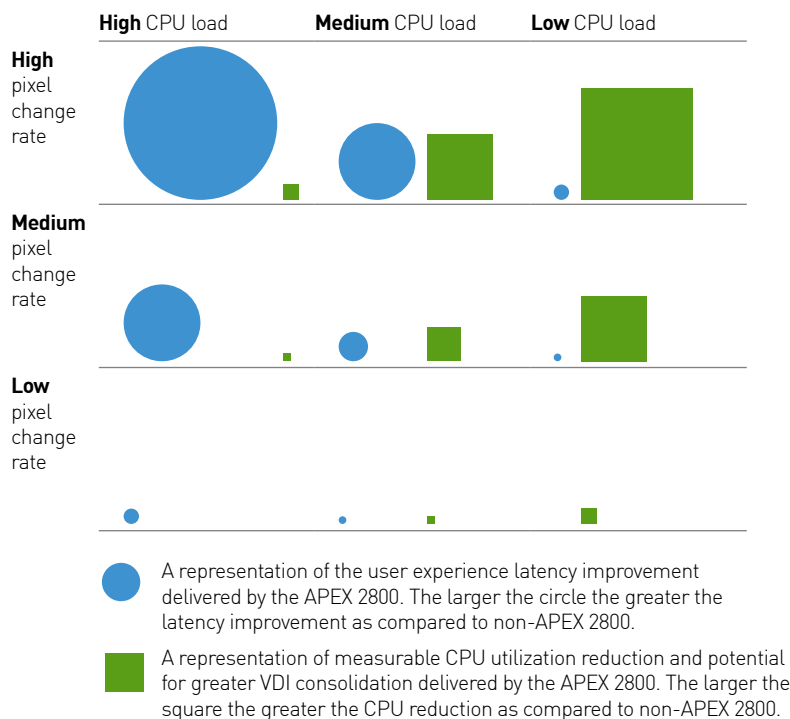 High CPU load
Medium CPU load
Low CPU load
High
pixel
change
rate
Medium
pixel
change
rate
Low
pixel
change
rate
A representation of the user experience latency improvement
delivered by the APEX 2800. The larger the circle the greater the
latency improvement as compared to non-APEX 2800.
A representation of measurable CPU utilization reduction and potential
for greater VDI consolidation delivered by the APEX 2800. The larger the
square the greater the CPU reduction as compared to non-APEX 2800.